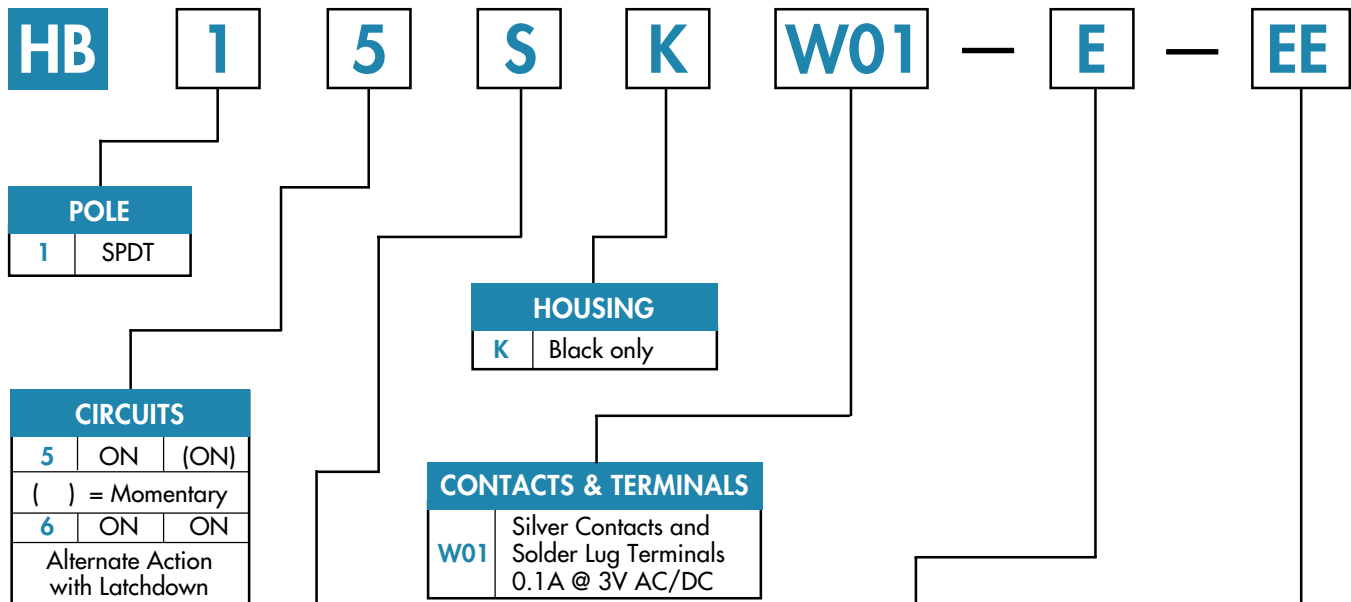 HB 1 5 S K W01 — E — EE
POLE
1 SPDT
HOUSING
K Black only
CIRCUITS
5 ON (ON)
( ) = Momentary
6 ON ON
Alternate Action
with Latchdown
CONTACTS & TERMINALS
W01 Silver Contacts and
Solder Lug Terminals
0.1A @ 3V AC/DC